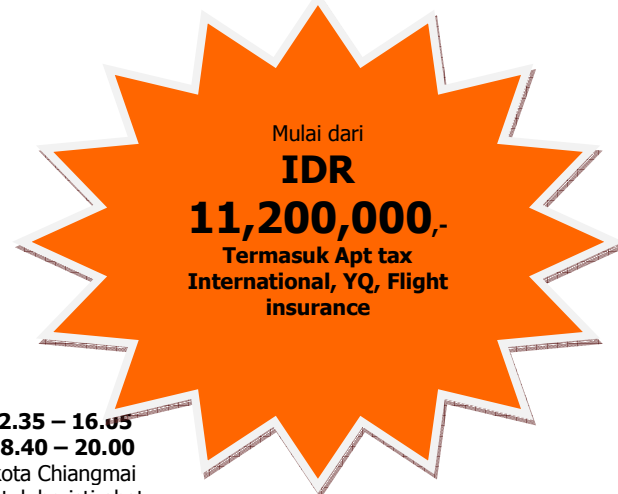 Mulai dari
IDR
11,200,000,-
Termasuk Apt tax
International, YQ, Flight
insurance
2.35 – 16.05
8.40 – 20.00
kota Chiangmai